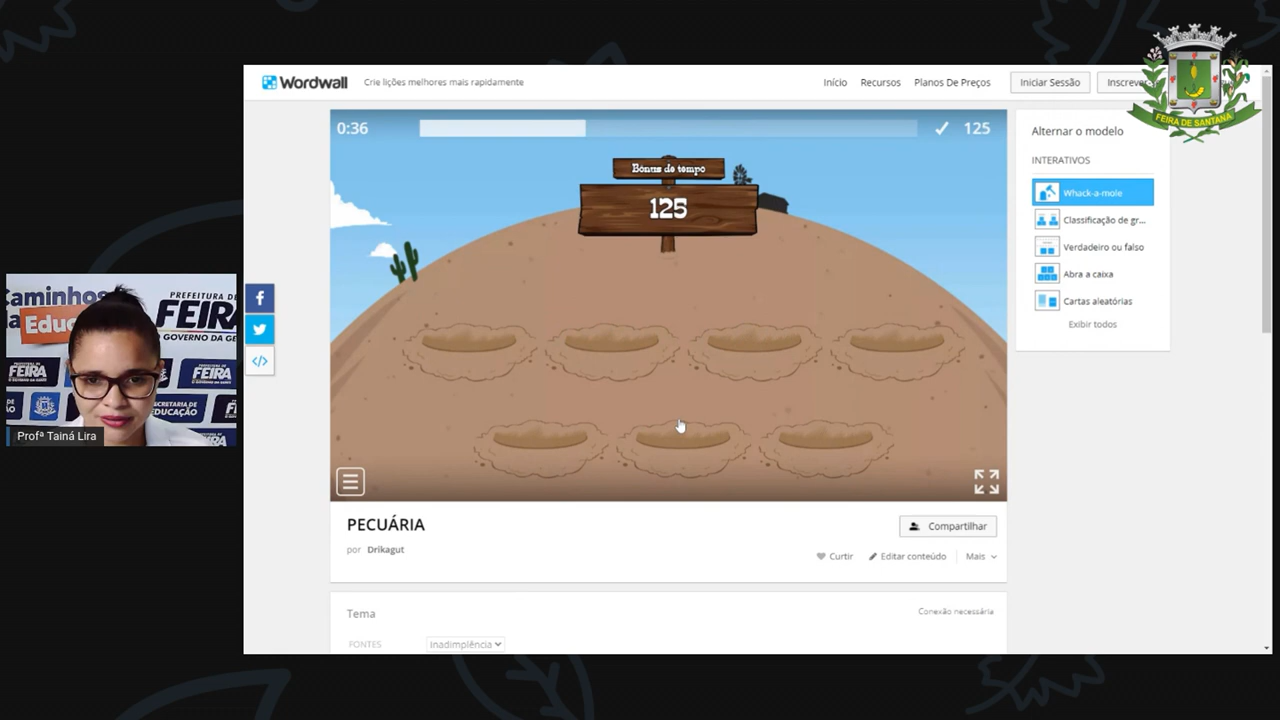 Wordwall
Crie lições melhores mais rapidamente
Início
Recursos
Planos De Preços
Iniciar Sessão
FEIRA DE SANTANA
0:36
125
Bônus de tempo
125
Alternar o modelo
INTERATIVOS
Whack-a-mole
Classificação de gr...
Verdadeiro ou falso
Abra a caixa
Cartas aleatórias
Exibir todos
PREFEITURA DE
FEIRA
O GOVERNO DA GE
FEIRA
FEIRA
SECRETARIA DE
EDUCAÇÃO
Profª Tainá Lira
PECUÁRIA
por Drikagut
Compartilhar
Curtir
Editar conteúdo
Mais
Tema
Conexão necessária
FONTES
Inadimplência